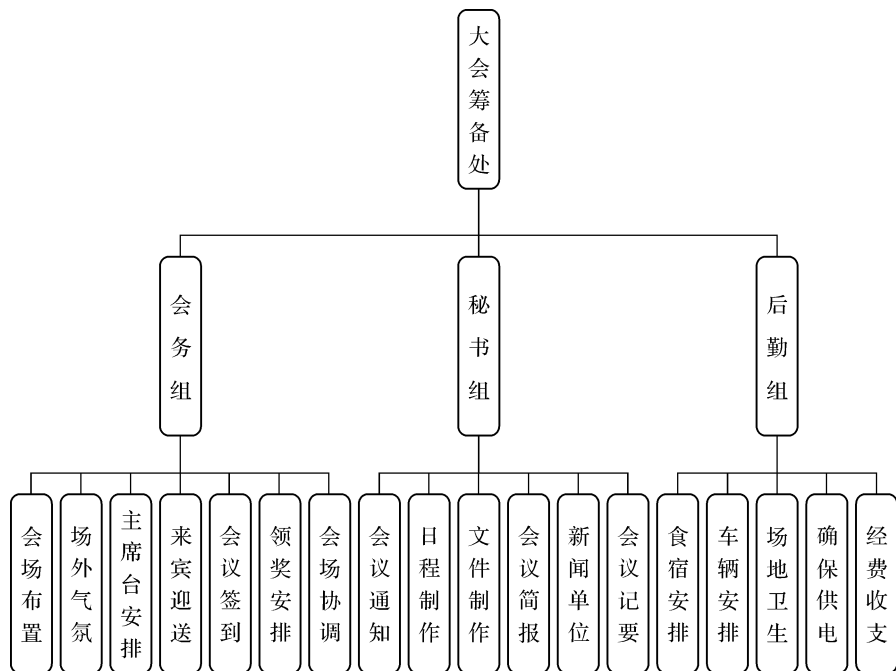 大会筹备处
会务组
秘书组
后勤组
会场布置
场外气氛
主席台安排
来宾迎送
会议签到
领奖安排
会场协调
会议通知
日程制作
文件制作
会议简报
新闻单位
会议记要
食宿安排
车辆安排
场地卫生
确保供电
经费收支